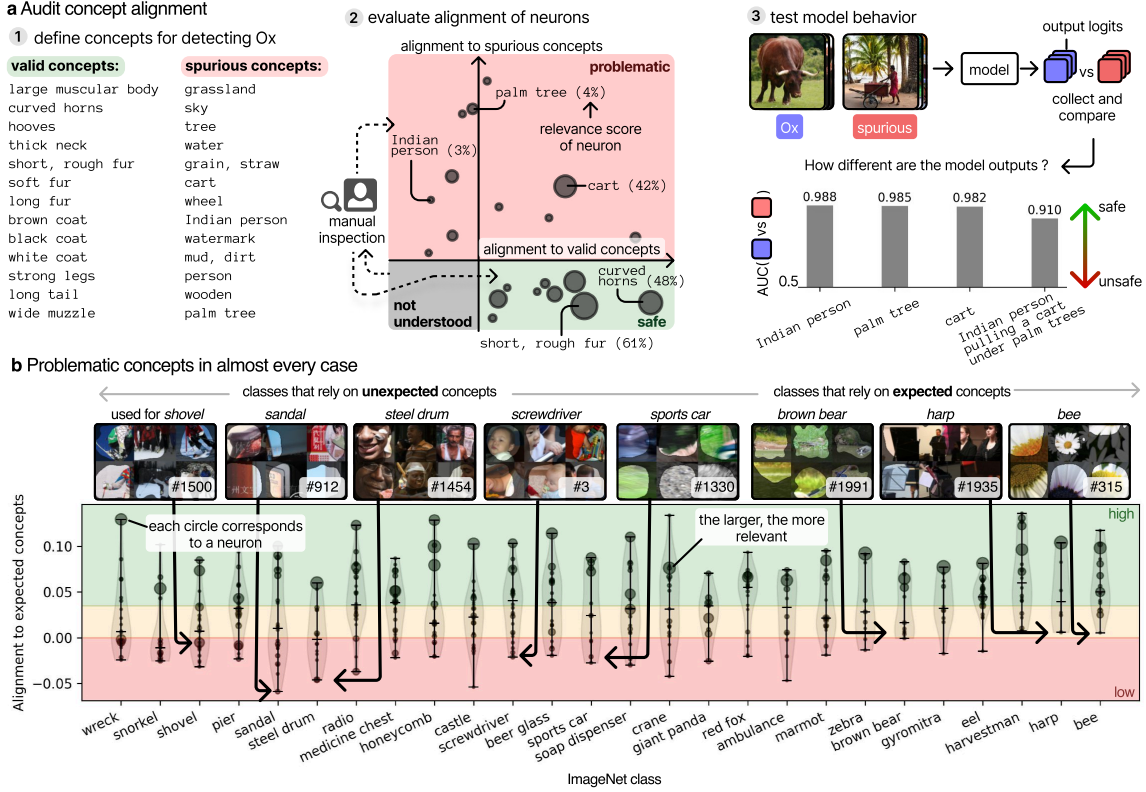 a Audit concept alignment
1 define concepts for detecting Ox
valid concepts:
large muscular body
curved horns
hooves
thick neck
short, rough fur
soft fur
long fur
brown coat
black coat
white coat
strong legs
long tail
wide muzzle
spurious concepts:
grassland
sky
tree
water
grain, straw
cart
wheel
Indian person
watermark
mud, dirt
person
wooden
palm tree
2 evaluate alignment of neurons
alignment to spurious concepts
problematic
palm tree (4%)
relevance score
of neuron
Indian
person (3%)
cart (42%)
manual
inspection
alignment to valid concepts
curved
horns (48%)
not
understood
safe
short, rough fur (61%)
3 test model behavior
output logits
model
vs
Ox
spurious
collect and
compare
How different are the model outputs ?
AUC( vs )
0.988
0.985
0.982
0.910
0.5
safe
unsafe
Indian person
palm tree
cart
Indian person
pulling a cart
under palm trees
b Problematic concepts in almost every case
classes that rely on unexpected concepts
classes that rely on expected concepts
used for shovel
sandal
steel drum
screwdriver
sports car
brown bear
harp
bee
#1500
#912
#1454
#3
#1330
#1991
#1935
#315
each circle corresponds
to a neuron
the larger, the more
relevant
high
low
Alignment to expected concepts
0.10
0.05
0.00
−0.05
wreck
snorkel
shovel
pier
sandal
steel drum
radio
medicine chest
honeycomb
castle
screwdriver
beer glass
sports car
soap dispenser
crane
giant panda
red fox
ambulance
marmot
zebra
brown bear
gyromitra
eel
harvestman
harp
bee
ImageNet class